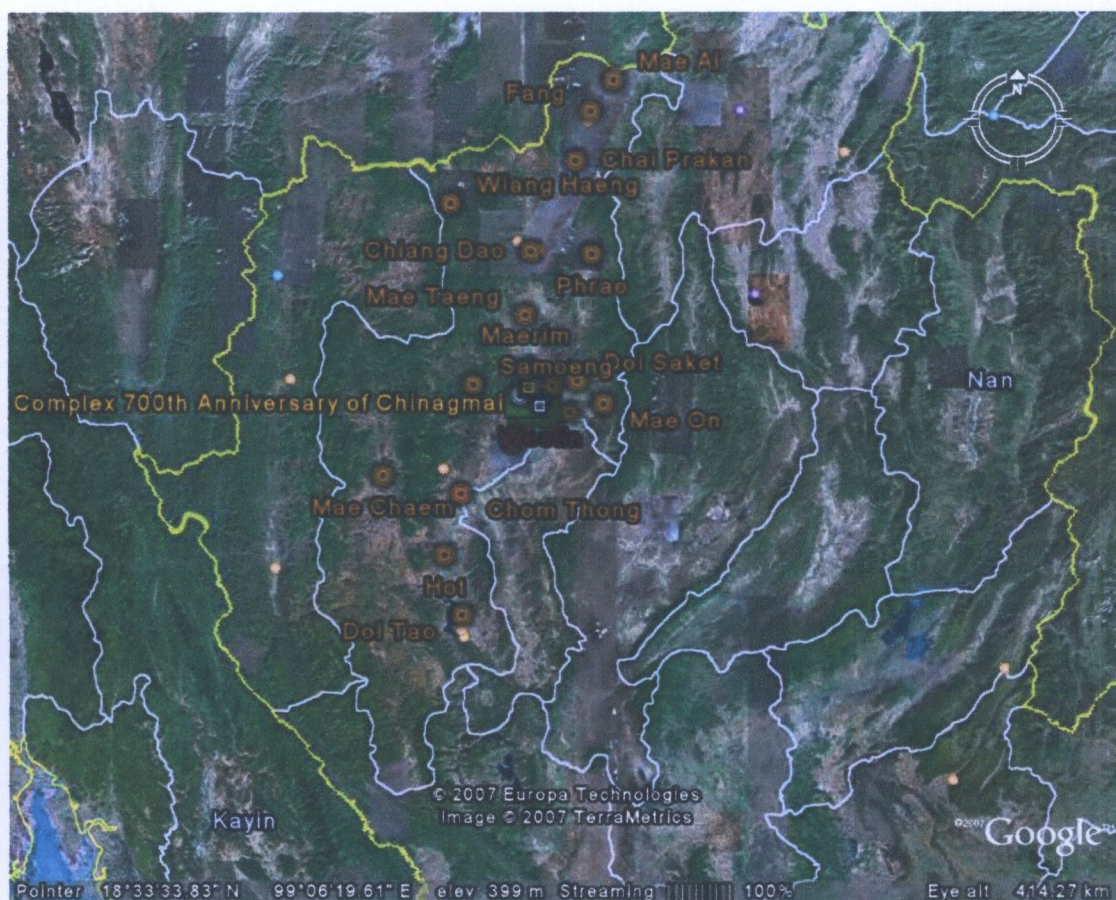 Mae Ai
Fang
Chai Prakan
Wiang Haeng
Chiang Dao
Phrao
Mae Taeng
Maerim
Samoeng Doi Saket
Nan
Complex 700th Anniversary of Chinagmai
Mae On
Mae Chaem
Chom Thong
Hot
Doi Tao
© 2007 Europa Technologies
Image © 2007 TerraMetrics
Kayin
©2007 Google
Pointer 18°33'33.83" N 99°06'19.61" E elev 399 m Streaming 100% Eye alt 414.27 km
N